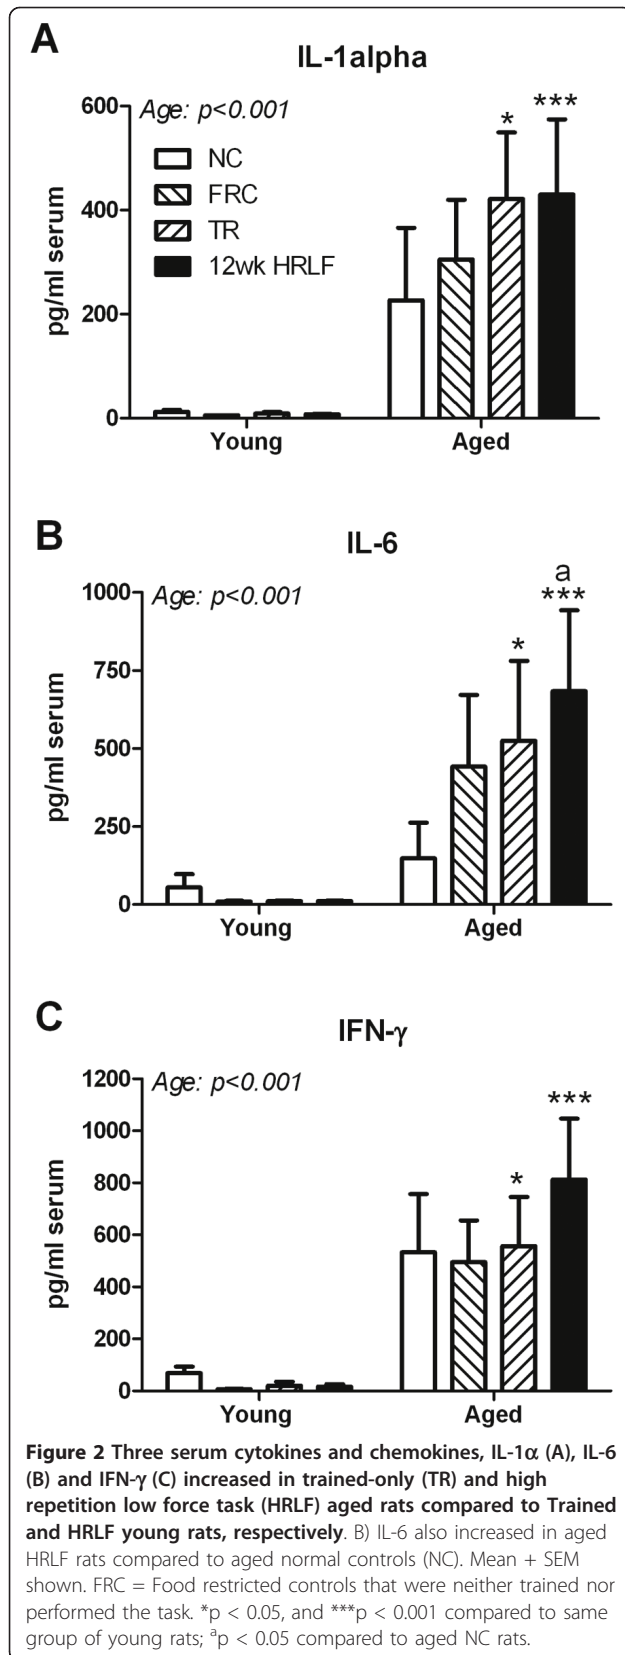 A
IL-1alpha
Age: p<0.001
NC
FRC
TR
12wk HRLF
* ***
600
400
200
0
pg/ml serum
Young Aged
B
IL-6
Age: p<0.001
a
* ***
1000
750
500
250
0
pg/ml serum
Young Aged
C
IFN-γ
Age: p<0.001
* ***
1200
1000
800
600
400
200
0
pg/ml serum
Young Aged
Figure 2 Three serum cytokines and chemokines, IL-1α (A), IL-6
(B) and IFN-γ (C) increased in trained-only (TR) and high
repetition low force task (HRLF) aged rats compared to Trained
and HRLF young rats, respectively. B) IL-6 also increased in aged
HRLF rats compared to aged normal controls (NC). Mean + SEM
shown. FRC = Food restricted controls that were neither trained nor
performed the task. *p < 0.05, and ***p < 0.001 compared to same
group of young rats; ᵃp < 0.05 compared to aged NC rats.